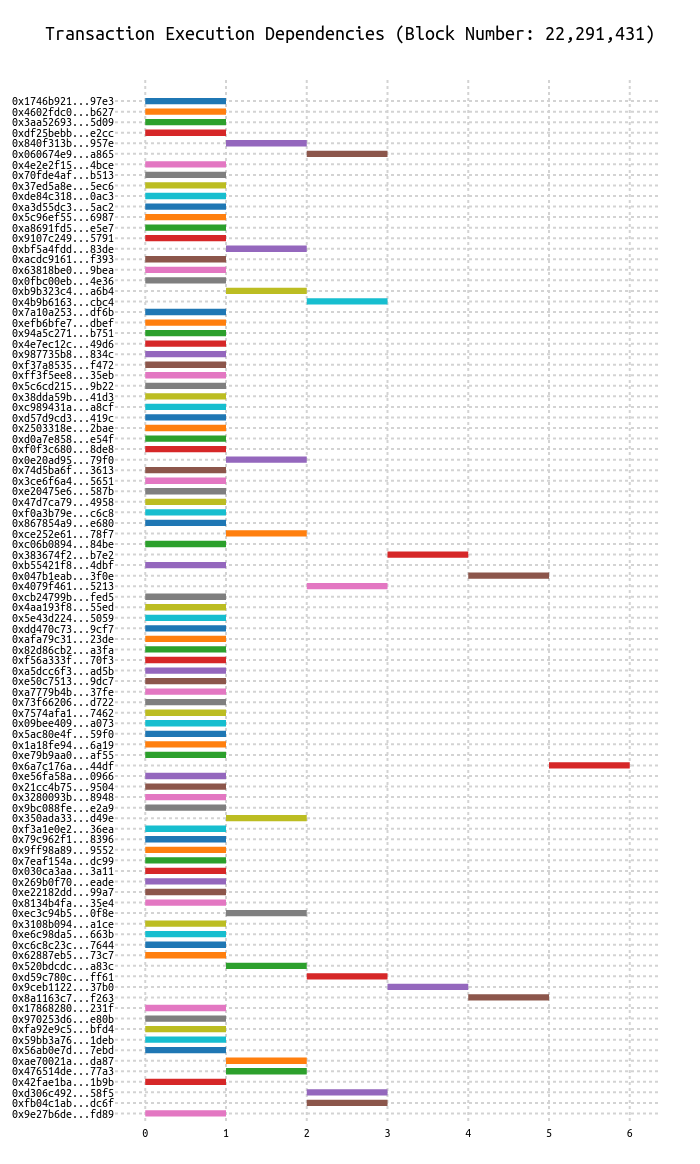 Transaction Execution Dependencies (Block Number: 22,291,431)
0x1746b921...97e3
0x4602fdc0...b627
0x3aa52693...5d09
0xdf25bebb...e2cc
0x840f313b...957e
0x060674e9...a865
0x4e2e2f15...4bce
0x70fde4af...b513
0x37ed5a8e...5ec6
0xde84c318...0ac3
0xa3d55dc3...5ac2
0x5c96ef55...6987
0xa8691fd5...e5e7
0x9107c249...5791
0xbf5a4fdd...83de
0xacdc9161...f393
0x63818be0...9bea
0x0fbc00eb...4e36
0xb9b323c4...a6b4
0x4b9b6163...cbc4
0x7a10a253...df6b
0xefb6bfe7...dbef
0x94a5c271...b751
0x4e7ec12c...49d6
0x987735b8...834c
0xf37a8535...f472
0xff3f5ee8...35eb
0x5c6cd215...9b22
0x38dda59b...41d3
0xc989431a...a8cf
0xd57d9cd3...419c
0x2503318e...2bae
0xd0a7e858...e54f
0xf0f3c680...8de8
0x0e20ad95...79f0
0x74d5ba6f...3613
0x3ce6f6a4...5651
0xe20475e6...587b
0x47d7ca79...4958
0xf0a3b79e...c6c8
0x867854a9...e680
0xce252e61...78f7
0xc06b0894...84be
0x383674f2...b7e2
0xb55421f8...4dbf
0x047b1eab...3f0e
0x4079f461...5213
0xcb24799b...fed5
0x4aa193f8...55ed
0x5e43d224...5059
0xdd470c73...9cf7
0xafa79c31...23de
0x82d86cb2...a3fa
0xf56a333f...70f3
0xa5dcc6f3...ad5b
0xe50c7513...9dc7
0xa7779b4b...37fe
0x73f66206...d722
0x7574afa1...7462
0x09bee409...a073
0x5ac80e4f...59f0
0x1a18fe94...6a19
0xe79b9aa0...af55
0x6a7c176a...44df
0xe56fa58a...0966
0x21cc4b75...9504
0x3280093b...8948
0x9bc088fe...e2a9
0x350ada33...d49e
0xf3a1e0e2...36ea
0x79c962f1...8396
0x9ff98a89...9552
0x7eaf154a...dc99
0x030ca3aa...3a11
0x269b0f70...eade
0xe22182dd...99a7
0x8134b4fa...35e4
0xec3c94b5...0f8e
0x3108b094...a1ce
0xe6c98da5...663b
0xc6c8c23c...7644
0x62887eb5...73c7
0x520bdcdc...a83c
0xd59c780c...ff61
0x9ceb1122...37b0
0x8a1163c7...f263
0x17868280...231f
0x970253d6...e80b
0xfa92e9c5...bfd4
0x59bb3a76...1deb
0x56ab0e7d...7ebd
0xae70021a...da87
0x476514de...77a3
0x42fae1ba...1b9b
0xd306c492...58f5
0xfb04c1ab...dc6f
0x9e27b6de...fd89
0 1 2 3 4 5 6